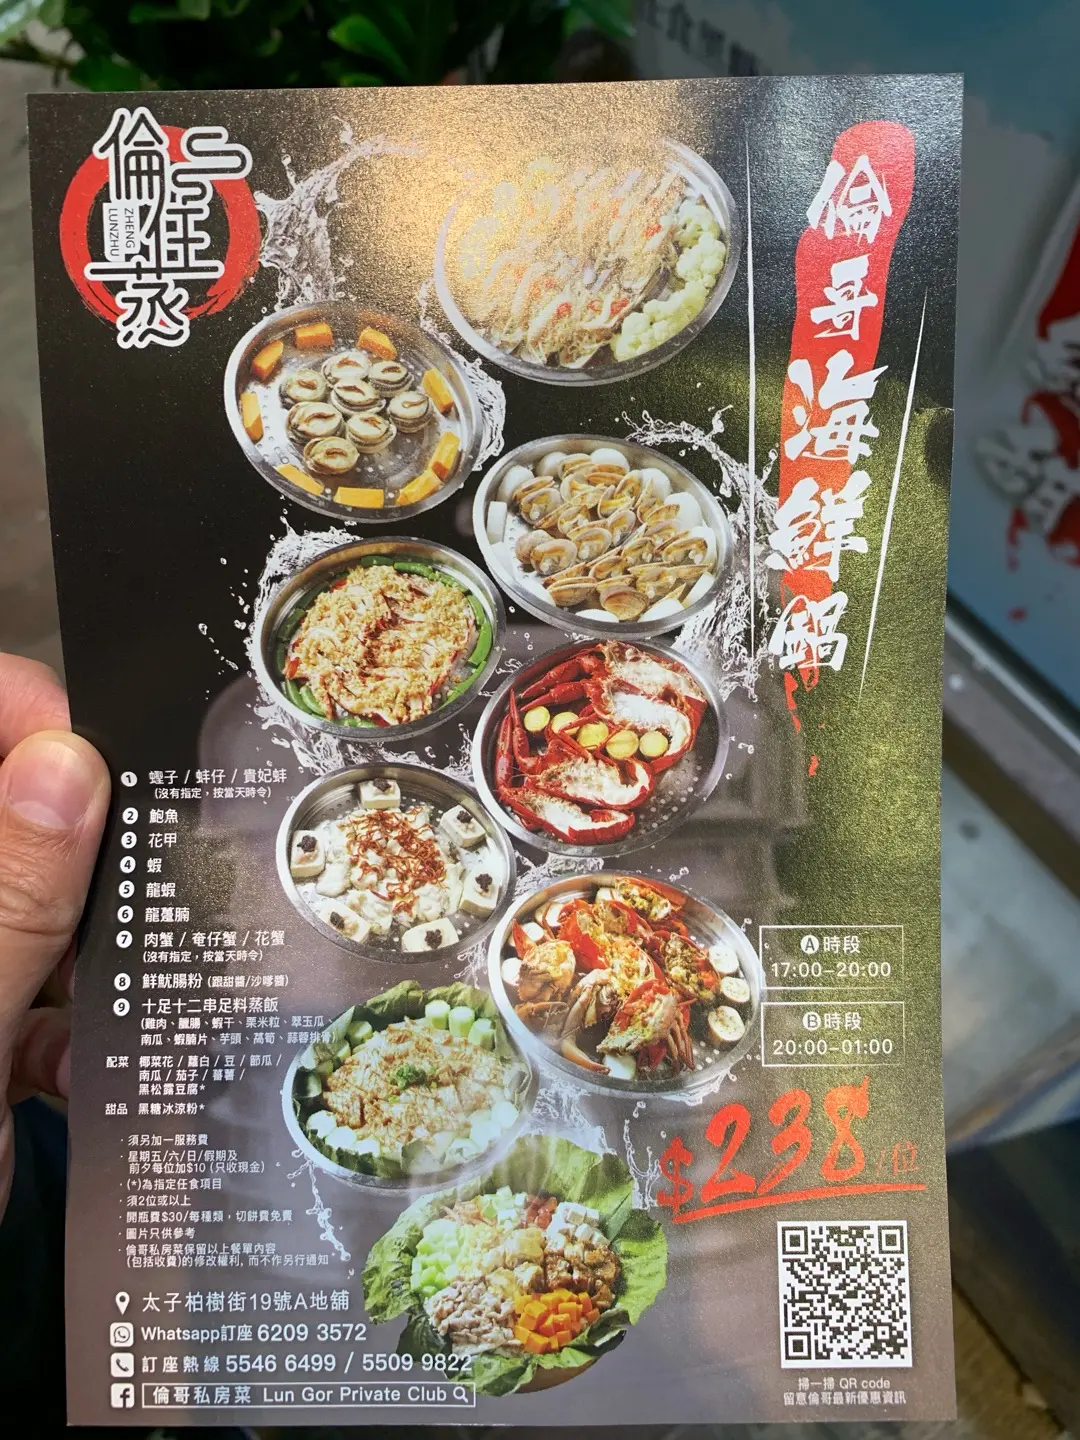 倫哥海鮮鍋
倫住蒸
ZHENG
LUNZHU
1 蟶子 / 蚌仔 / 貴妃蚌
(沒有指定，按當天時令)
2 鮑魚
3 花甲
4 蝦
5 龍蝦
6 龍躉腩
7 肉蟹 / 奄仔蟹 / 花蟹
(沒有指定，按當天時令)
8 鮮魷腸粉 (跟甜醬/沙嗲醬)
9 十足十二串足料蒸飯
(雞肉、臘腸、蝦干、粟米粒、翠玉瓜、
南瓜、蝦腩片、芋頭、萵筍、蒜蓉排骨)
配菜 椰菜花 / 蘿白 / 豆 / 節瓜 /
南瓜 / 茄子 / 蕃薯 /
黑松露豆腐*
甜品 黑糖冰涼粉*
· 須另加一服務費
· 星期五/六/日/假期及
前夕每位加$10 (只收現金)
· (*)為指定任食項目
· 須2位或以上
· 開瓶費$30/每種類，切餅費免費
· 圖片只供參考
· 倫哥私房菜保留以上餐單內容
(包括收費)的修改權利, 而不作另行通知
A時段
17:00-20:00
B時段
20:00-01:00
$238/位
太子柏樹街19號A地舖
Whatsapp訂座 6209 3572
訂座熱線 5546 6499 / 5509 9822
倫哥私房菜 Lun Gor Private Club
掃一掃 QR code
留意倫哥最新優惠資訊